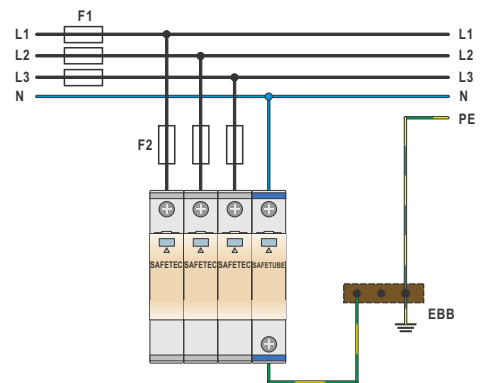 F1
L1 L1
L2 L2
L3 L3
N N
PE
F2
SAFETEC SAFETEC SAFETEC SAFETUBE
EBB